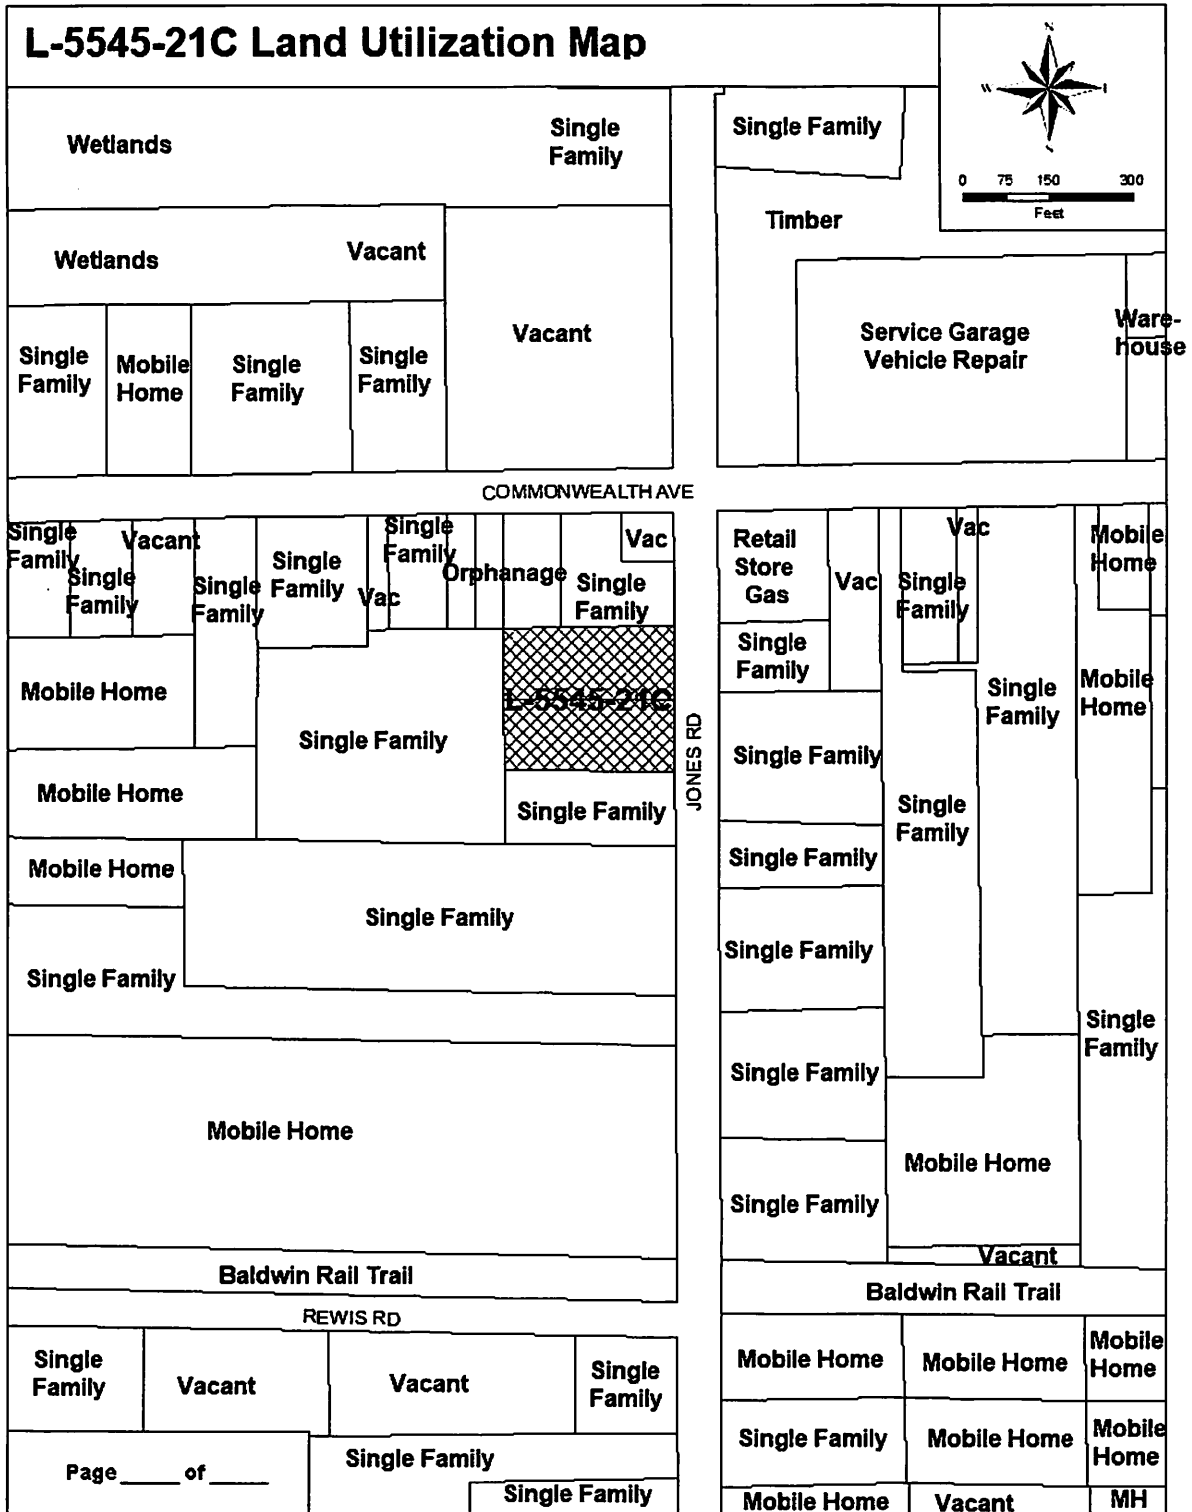 L-5545-21C Land Utilization Map
N
W
S
0 75 150 300
Feet
Wetlands
Single
Family
Single Family
Timber
Wetlands
Vacant
Vacant
Service Garage
Vehicle Repair
Ware-
house
Single
Family
Mobile
Home
Single
Family
Single
Family
COMMONWEALTH AVE
Single
Family
Single
Family
Vacant
Single
Family
Single
Family
Vac
Single
Family
Orphanage
Single
Family
Vac
Retail
Store
Gas
Vac
Single
Family
Vac
Mobile
Home
Single
Family
Mobile Home
Single Family
L-5545-21C
JONES RD
Single Family
Single
Family
Mobile
Home
Mobile Home
Single Family
Single
Family
Mobile Home
Single Family
Single Family
Single Family
Single Family
Single Family
Single
Family
Mobile Home
Single Family
Mobile Home
Single Family
Vacant
Baldwin Rail Trail
Baldwin Rail Trail
REWIS RD
Single
Family
Vacant
Vacant
Single
Family
Mobile Home
Mobile Home
Mobile
Home
Single Family
Single Family
Mobile Home
Mobile
Home
Page _____ of _____
Single Family
Mobile Home
Vacant
MH